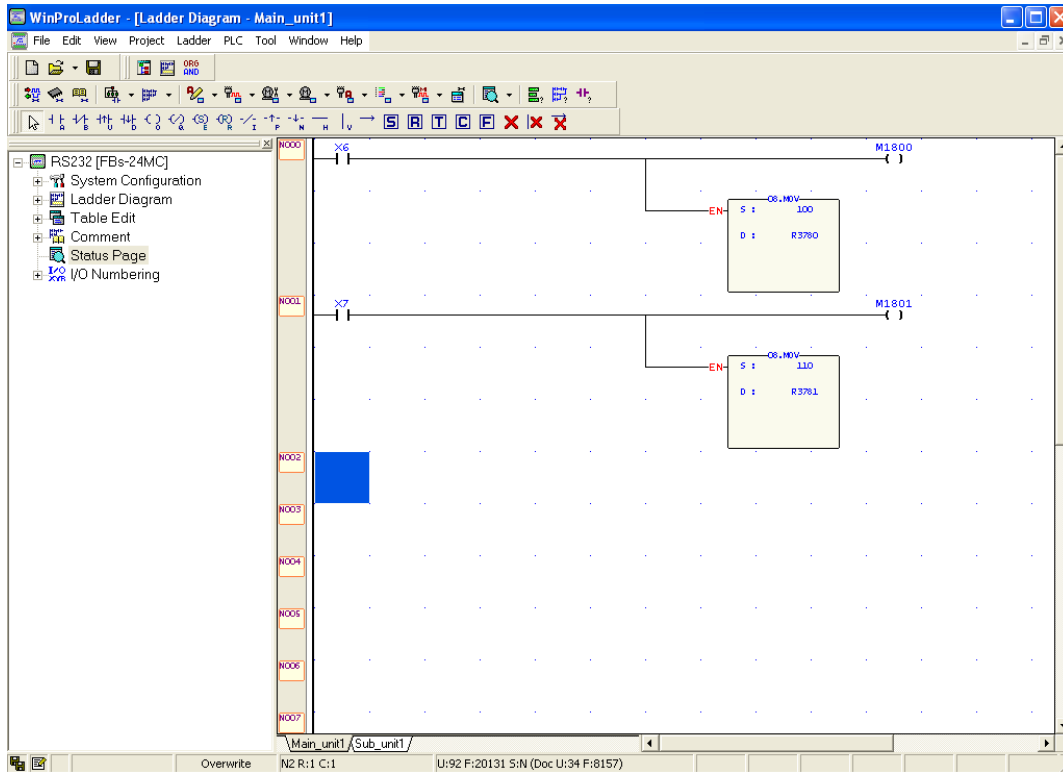 WinProLadder - [Ladder Diagram - Main_unit1]
File Edit View Project Ladder PLC Tool Window Help
ORG
AND
A B U D O Q S E R I P N H V
S R T C F
RS232 [FBs-24MC]
System Configuration
Ladder Diagram
Table Edit
Comment
Status Page
I/O Numbering
N000
X6
M1800
08.MOV
EN
S : 100
D : R3780
N001
X7
M1801
08.MOV
EN
S : 110
D : R3781
N002
N003
N004
N005
N006
N007
Main_unit1 Sub_unit1
Overwrite
N2 R:1 C:1
U:92 F:20131 S:N (Doc U:34 F:8157)